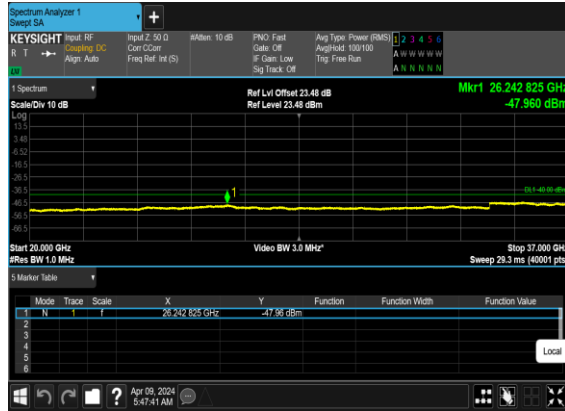 Spectrum Analyzer 1
Swept SA
+
KEYSIGHT Input: RF Input Z: 50 Ω #Atten: 10 dB PNO: Fast Avg Type: Power (RMS) 1 2 3 4 5 6
R T Coupling: DC Corr CCorr Gate: Off Avg|Hold: 100/100 A W W W W W
Align: Auto Freq Ref: Int (S) IF Gain: Low Trig: Free Run
Sig Track: Off A N N N N N
1 Spectrum Ref Lvl Offset 23.48 dB Mkr1 26.242 825 GHz
Scale/Div 10 dB Ref Level 23.48 dBm -47.960 dBm
Log
13.5
3.48
-6.52
-16.5
-26.5
-36.5 1 DL1 -40.00 dBm
-46.5
-56.5
-66.5
Start 20.000 GHz Video BW 3.0 MHz* Stop 37.000 GHz
#Res BW 1.0 MHz Sweep 29.3 ms (40001 pts)
5 Marker Table
Mode Trace Scale X Y Function Function Width Function Value
1 N 1 f 26.242 825 GHz -47.96 dBm
2
3
4
5
6
Local
? Apr 09, 2024
5:47:41 AM